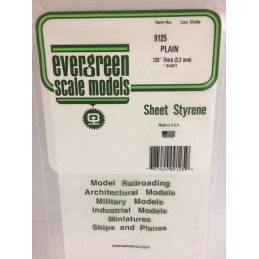 Item No. Loc. Code
9125
PLAIN
.125" Thick (3.2 mm)
1 SHEET
evergreen
scale models
Sheet Styrene
Made in U.S.A.
Model Railroading
Architectural Models
Military Models
Industrial Models
Miniatures
Ships and Planes